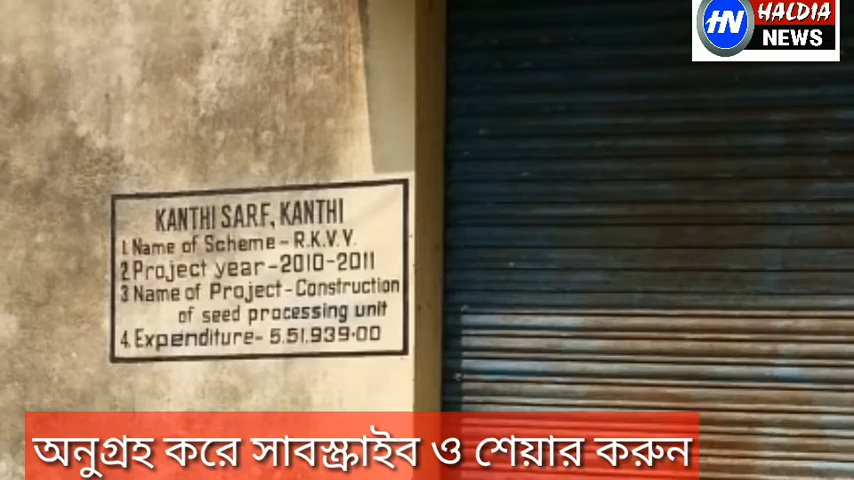 HN HALDIA
NEWS
KANTHI S.A.R.F., KANTHI
1. Name of Scheme - R.K.V.Y.
2 Project year - 2010-2011
3 Name of Project - Construction
of seed processing unit
4. Expenditure - 5.51.939.00
অনুগ্রহ করে সাবস্ক্রাইব ও শেয়ার করুন